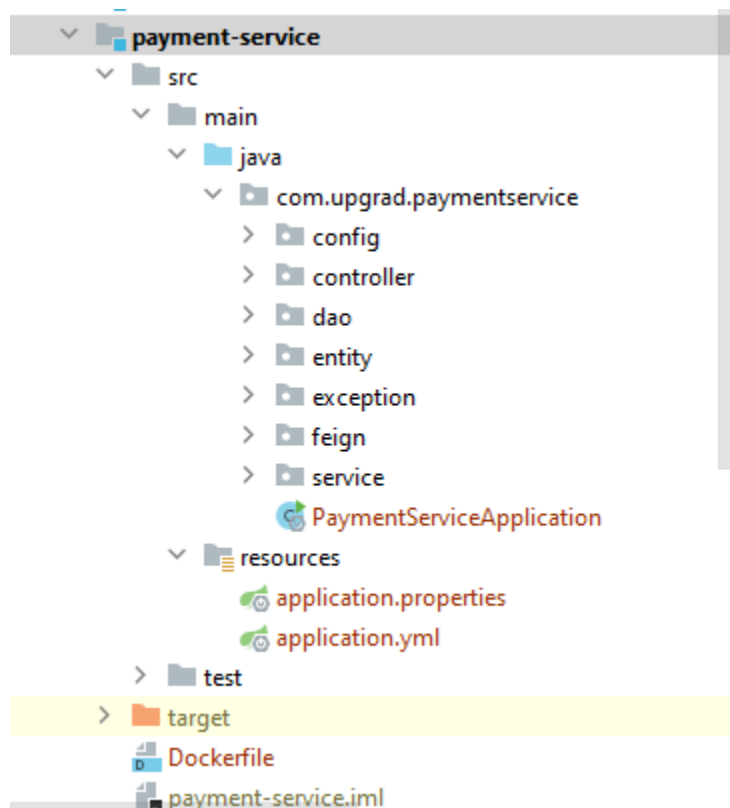 payment-service
src
main
java
com.upgrad.paymentservice
config
controller
dao
entity
exception
feign
service
PaymentServiceApplication
resources
application.properties
application.yml
test
target
Dockerfile
payment-service.iml